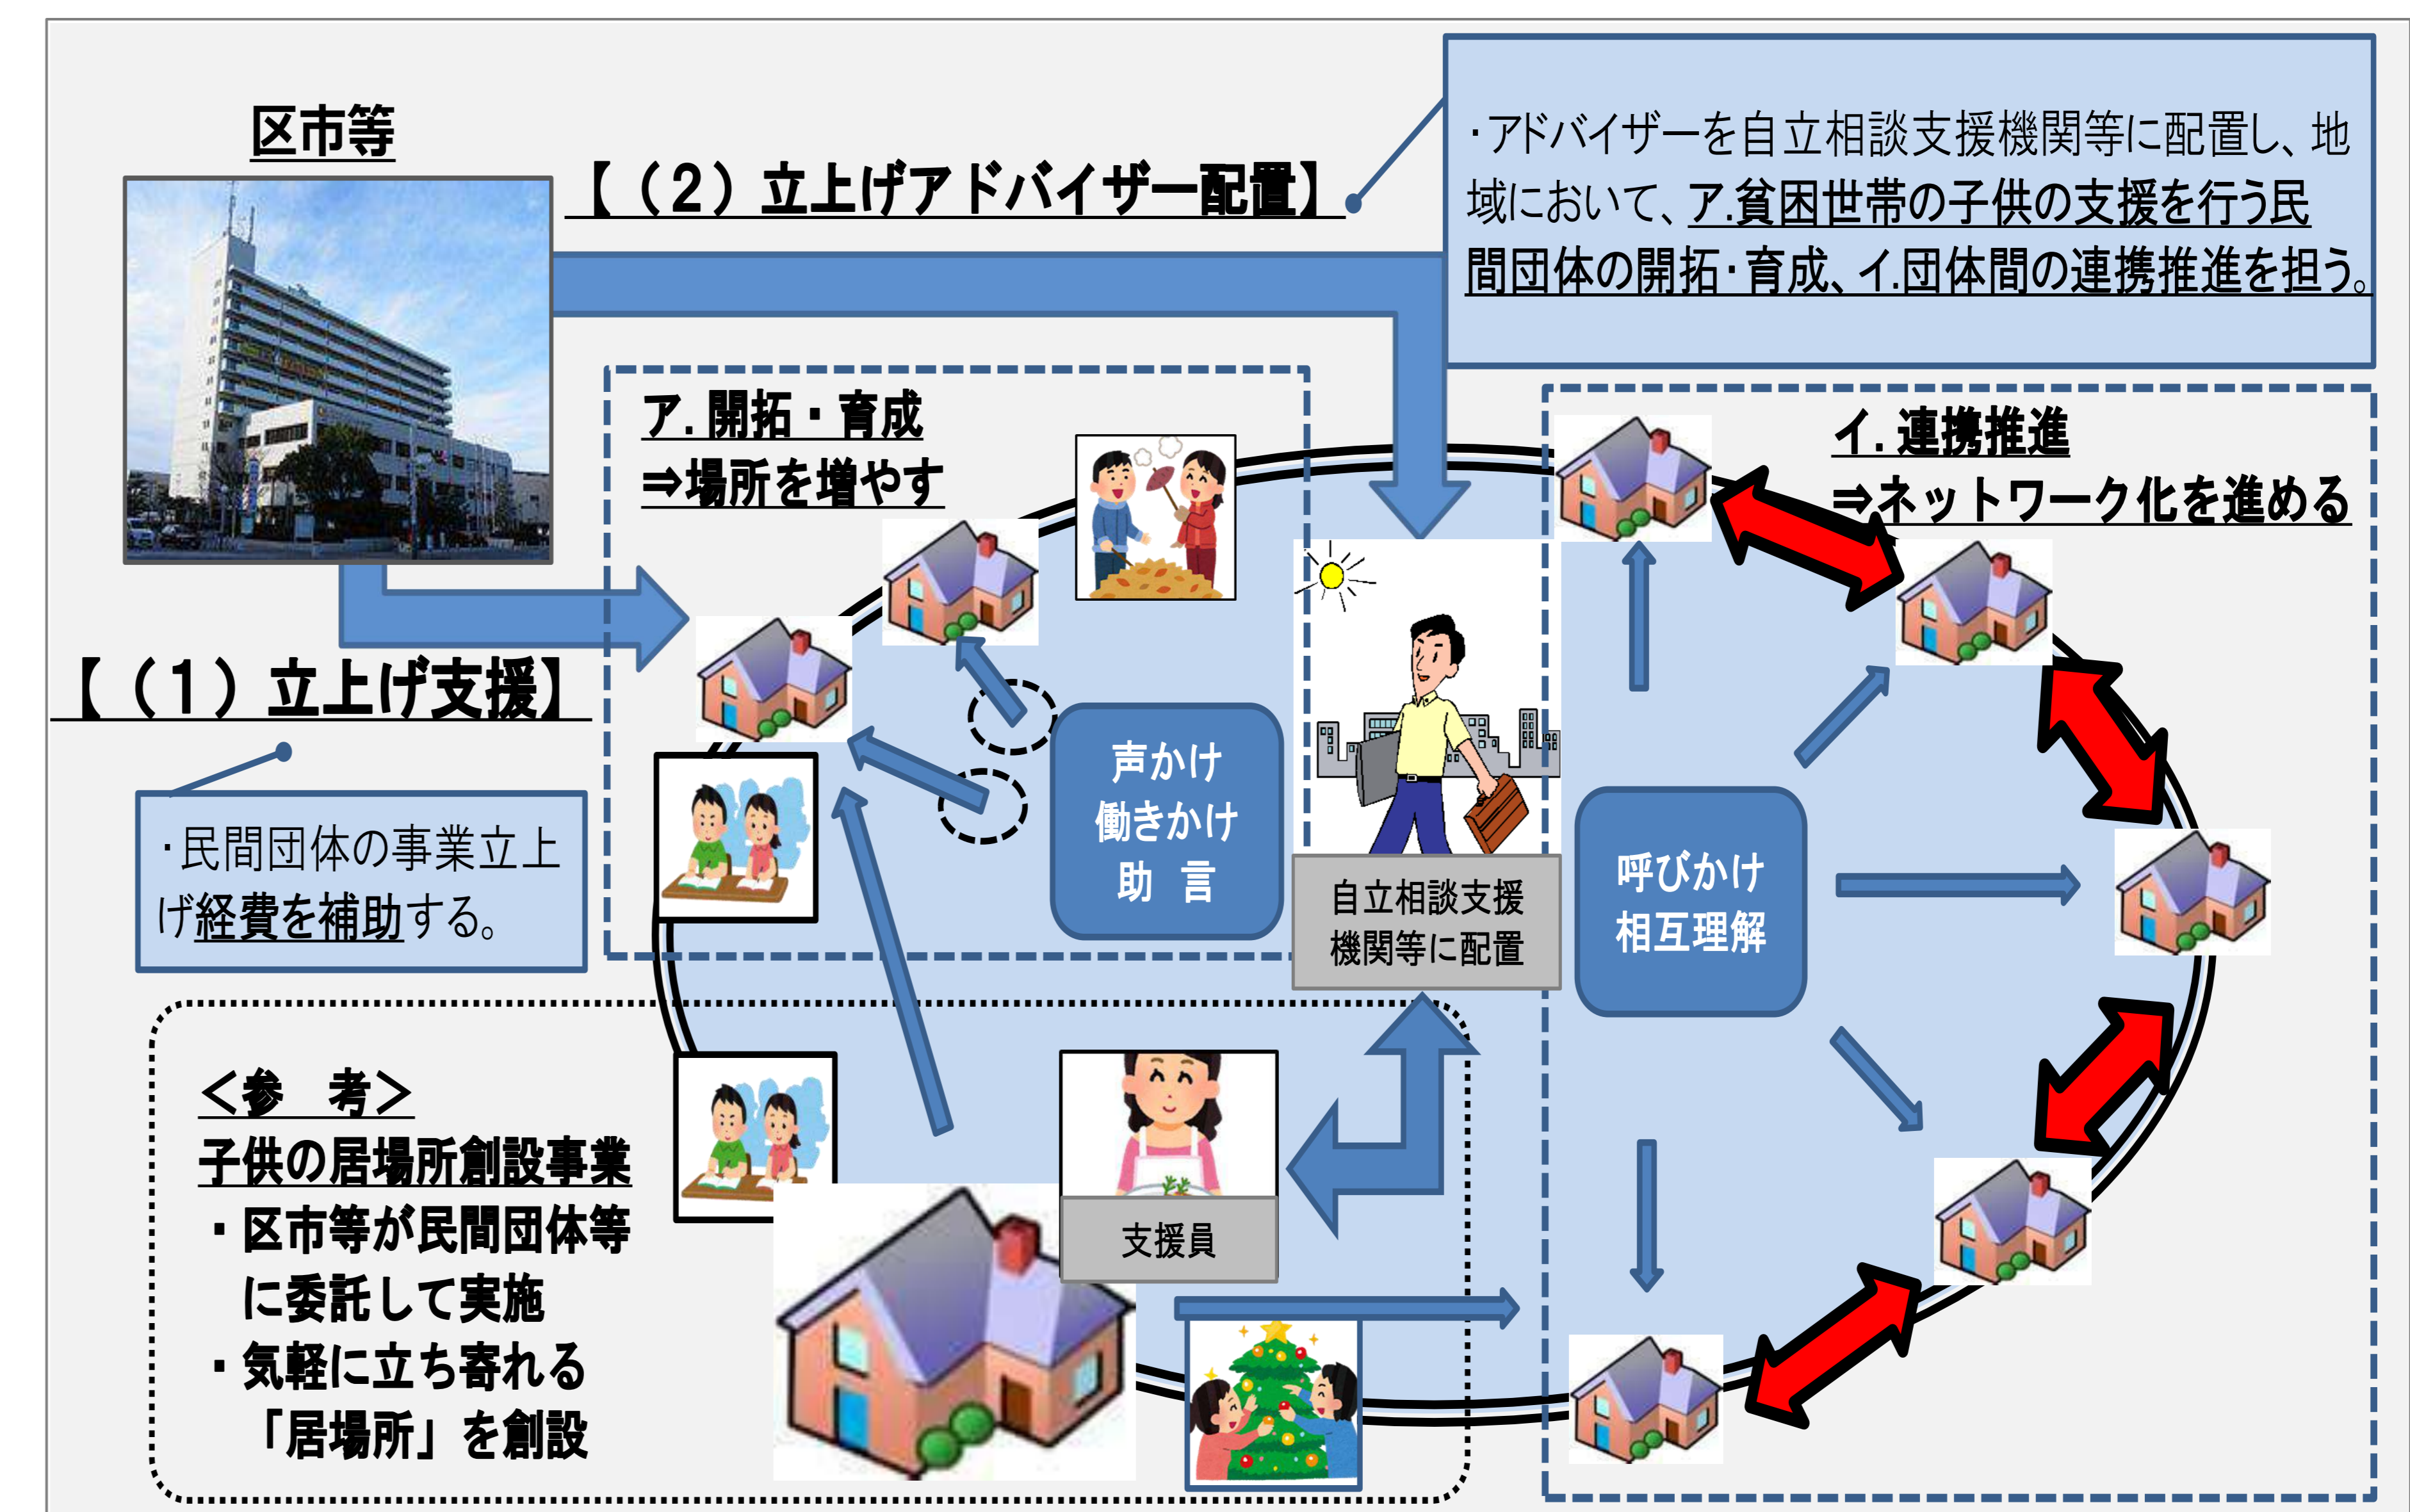 区市等
【（２）立上げアドバイザー配置】
・アドバイザーを自立相談支援機関等に配置し、地
域において、ア.貧困世帯の子供の支援を行う民
間団体の開拓・育成、イ.団体間の連携推進を担う。
ア．開拓・育成
⇒場所を増やす
イ．連携推進
⇒ネットワーク化を進める
【（１）立上げ支援】
・民間団体の事業立上
げ経費を補助する。
声かけ
働きかけ
助　言
自立相談支援
機関等に配置
呼びかけ
相互理解
＜参　考＞
子供の居場所創設事業
・区市等が民間団体等
に委託して実施
・気軽に立ち寄れる
「居場所」を創設
支援員